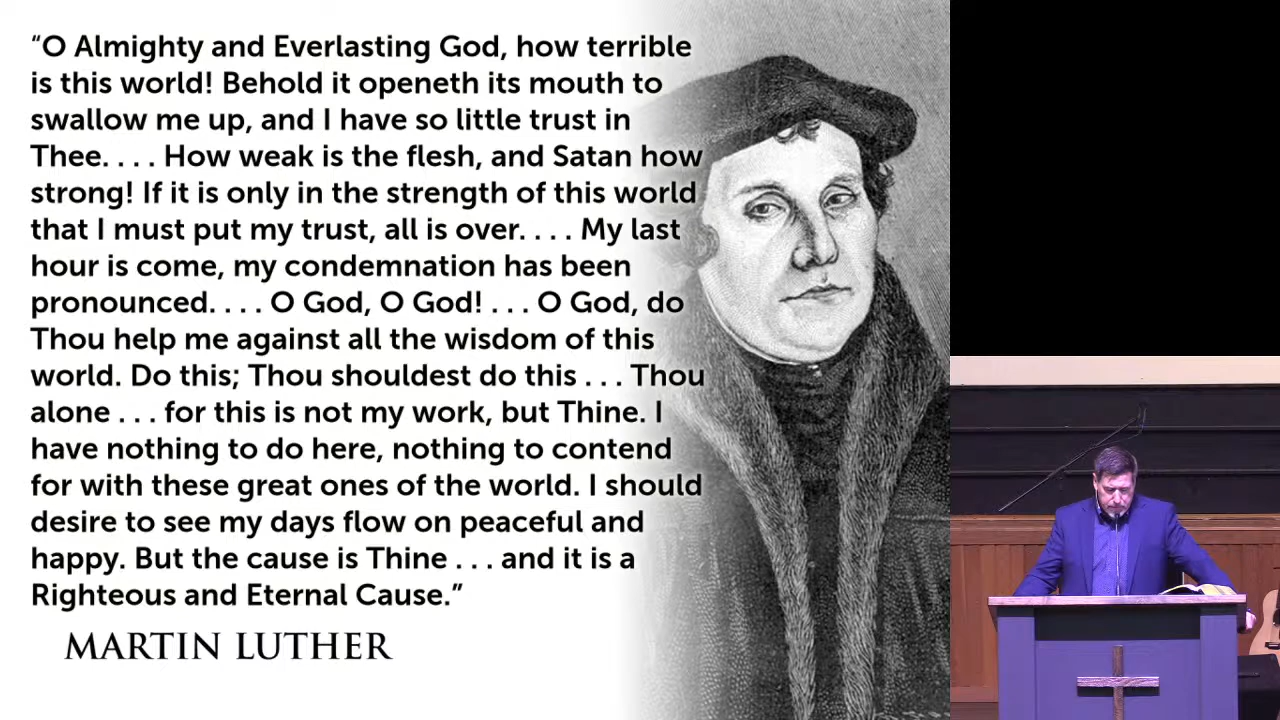 “O Almighty and Everlasting God, how terrible
is this world! Behold it openeth its mouth to
swallow me up, and I have so little trust in
Thee. . . . How weak is the flesh, and Satan how
strong! If it is only in the strength of this world
that I must put my trust, all is over. . . . My last
hour is come, my condemnation has been
pronounced. . . . O God, O God! . . . O God, do
Thou help me against all the wisdom of this
world. Do this; Thou shouldest do this . . . Thou
alone . . . for this is not my work, but Thine. I
have nothing to do here, nothing to contend
for with these great ones of the world. I should
desire to see my days flow on peaceful and
happy. But the cause is Thine . . . and it is a
Righteous and Eternal Cause.”
MARTIN LUTHER